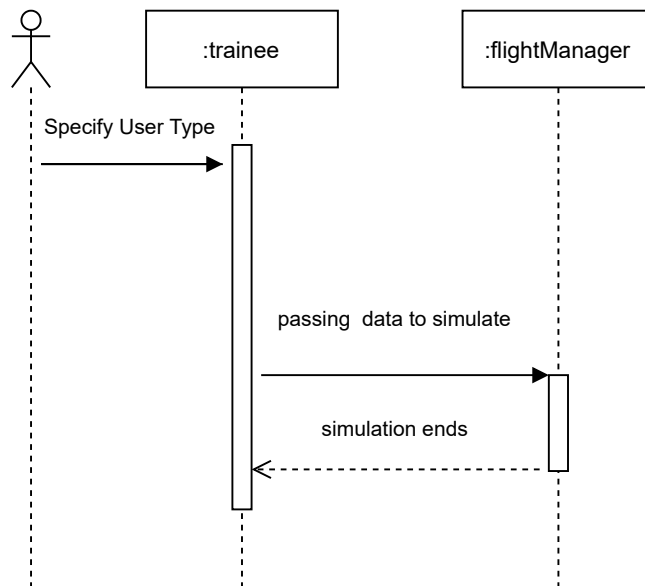 :trainee
:flightManager
Specify User Type
passing  data to simulate
simulation ends